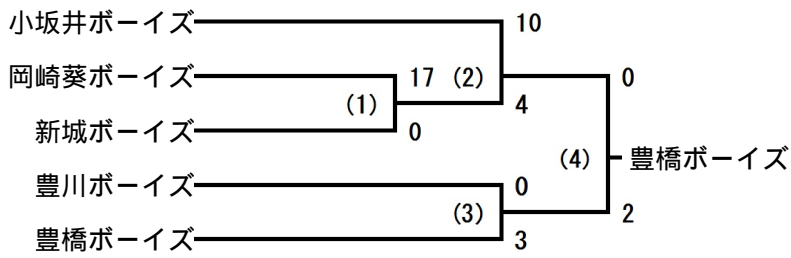 小坂井ボーイズ 10
岡崎葵ボーイズ 17 (2) 0
(1) 4
新城ボーイズ 0
(4) 豊橋ボーイズ
豊川ボーイズ 0
(3) 2
豊橋ボーイズ 3